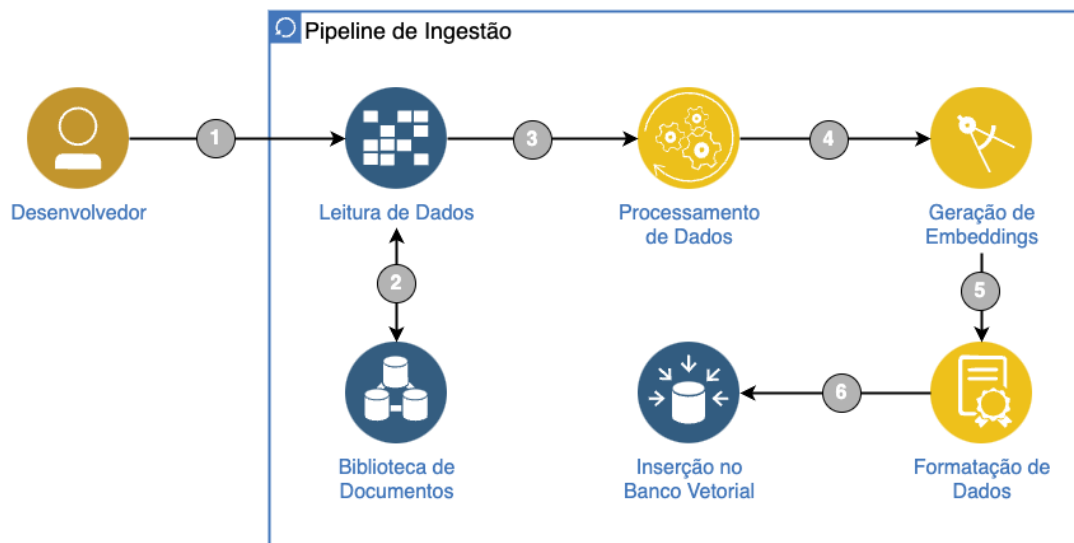 Pipeline de Ingestão
1
3
4
Desenvolvedor
Leitura de Dados
Processamento
de Dados
Geração de
Embeddings
2
5
6
Biblioteca de
Documentos
Inserção no
Banco Vetorial
Formatação de
Dados